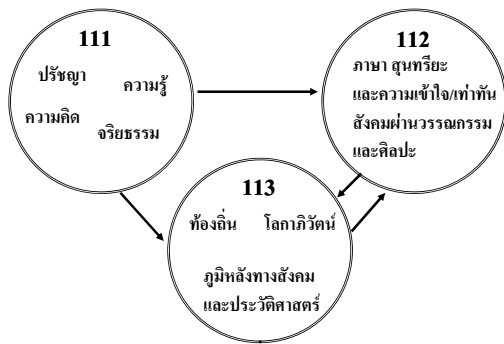 111
ปรัชญา
ความรู้
ความคิด
จริยธรรม
112
ภาษา สุนทรียะ
และความเข้าใจ/เท่าทัน
สังคมผ่านวรรณกรรม
และศิลปะ
113
ท้องถิ่น โลกาภิวัตน์
ภูมิหลังทางสังคม
และประวัติศาสตร์